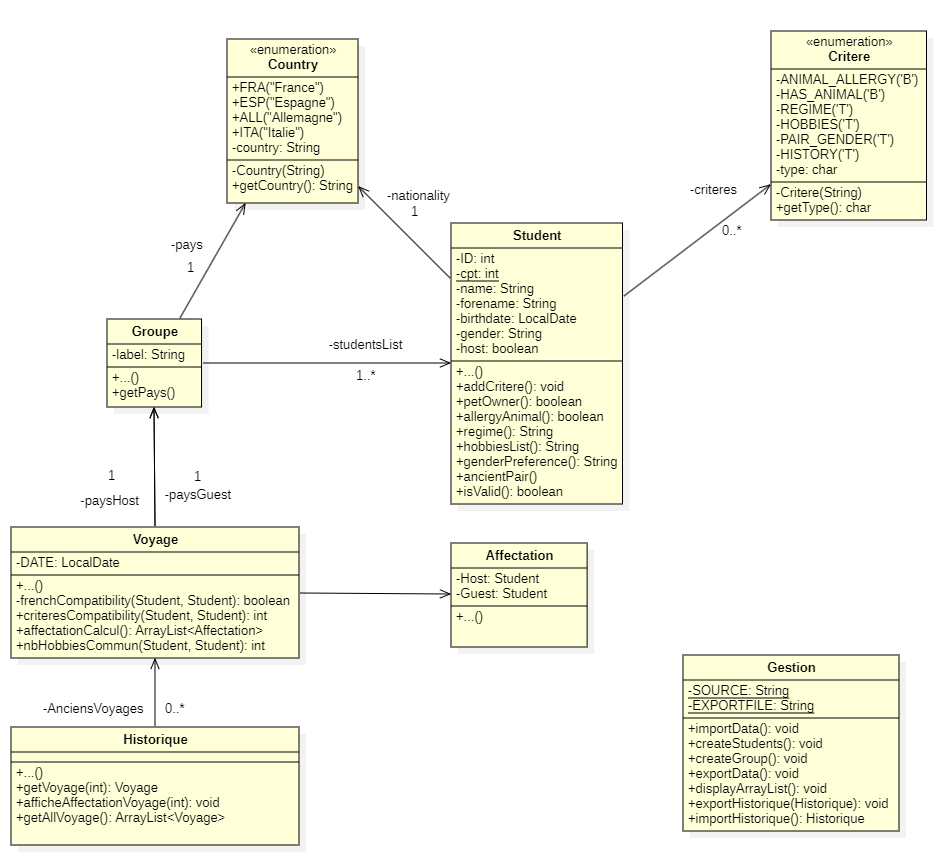 «enumeration»
Country
+FRA("France")
+ESP("Espagne")
+ALL("Allemagne")
+ITA("Italie")
-country: String
-Country(String)
+getCountry(): String
«enumeration»
Critere
-ANIMAL_ALLERGY('B')
-HAS_ANIMAL('B')
-REGIME('T')
-HOBBIES('T')
-PAIR_GENDER('T')
-HISTORY('T')
-type: char
-Critere(String)
+getType(): char
-nationality
1
-criteres
0..*
-pays
1
Student
-ID: int
-cpt: int
-name: String
-forename: String
-birthdate: LocalDate
-gender: String
-host: boolean
+...()
+addCritere(): void
+petOwner(): boolean
+allergyAnimal(): boolean
+regime(): String
+hobbiesList(): String
+genderPreference(): String
+ancientPair()
+isValid(): boolean
Groupe
-label: String
+...()
+getPays()
-studentsList
1..*
1
-paysHost
1
-paysGuest
Voyage
-DATE: LocalDate
+...()
-frenchCompatibility(Student, Student): boolean
+criteresCompatibility(Student, Student): int
+affectationCalcul(): ArrayList<Affectation>
+nbHobbiesCommun(Student, Student): int
Affectation
-Host: Student
-Guest: Student
+...()
-AnciensVoyages
0..*
Historique
+...()
+getVoyage(int): Voyage
+afficheAffectationVoyage(int): void
+getAllVoyage(): ArrayList<Voyage>
Gestion
-SOURCE: String
-EXPORTFILE: String
+importData(): void
+createStudents(): void
+createGroup(): void
+exportData(): void
+displayArrayList(): void
+exportHistorique(Historique): void
+importHistorique(): Historique